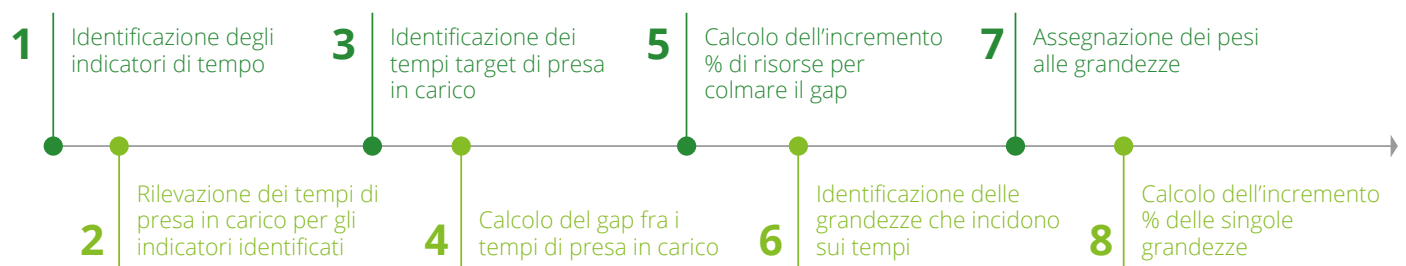 1
Identificazione degli
indicatori di tempo
2
Rilevazione dei tempi di
presa in carico per gli
indicatori identificati
3
Identificazione dei
tempi target di presa
in carico
4
Calcolo del gap fra i
tempi di presa in carico
5
Calcolo dell'incremento
% di risorse per
colmare il gap
6
Identificazione delle
grandezze che incidono
sui tempi
7
Assegnazione dei pesi
alle grandezze
8
Calcolo dell'incremento
% delle singole
grandezze